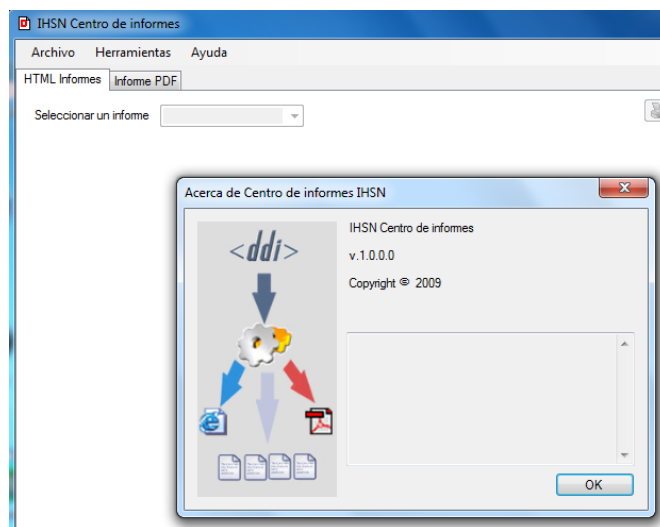 IHSN Centro de informes
Archivo Herramientas Ayuda
HTML Informes Informe PDF
Seleccionar un informe
Acerca de Centro de informes IHSN
<ddi>
IHSN Centro de informes
v.1.0.0.0
Copyright © 2009
OK